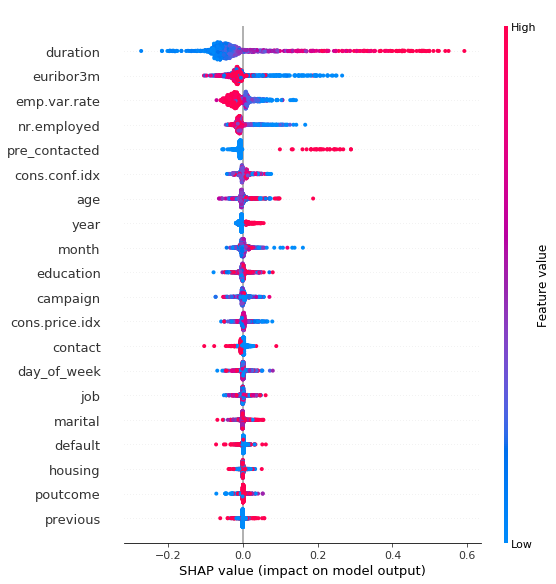 High
duration
euribor3m
emp.var.rate
nr.employed
pre_contacted
cons.conf.idx
age
year
month
education
campaign
cons.price.idx
contact
day_of_week
job
marital
default
housing
poutcome
previous
Feature value
Low
−0.2 0.0 0.2 0.4 0.6
SHAP value (impact on model output)